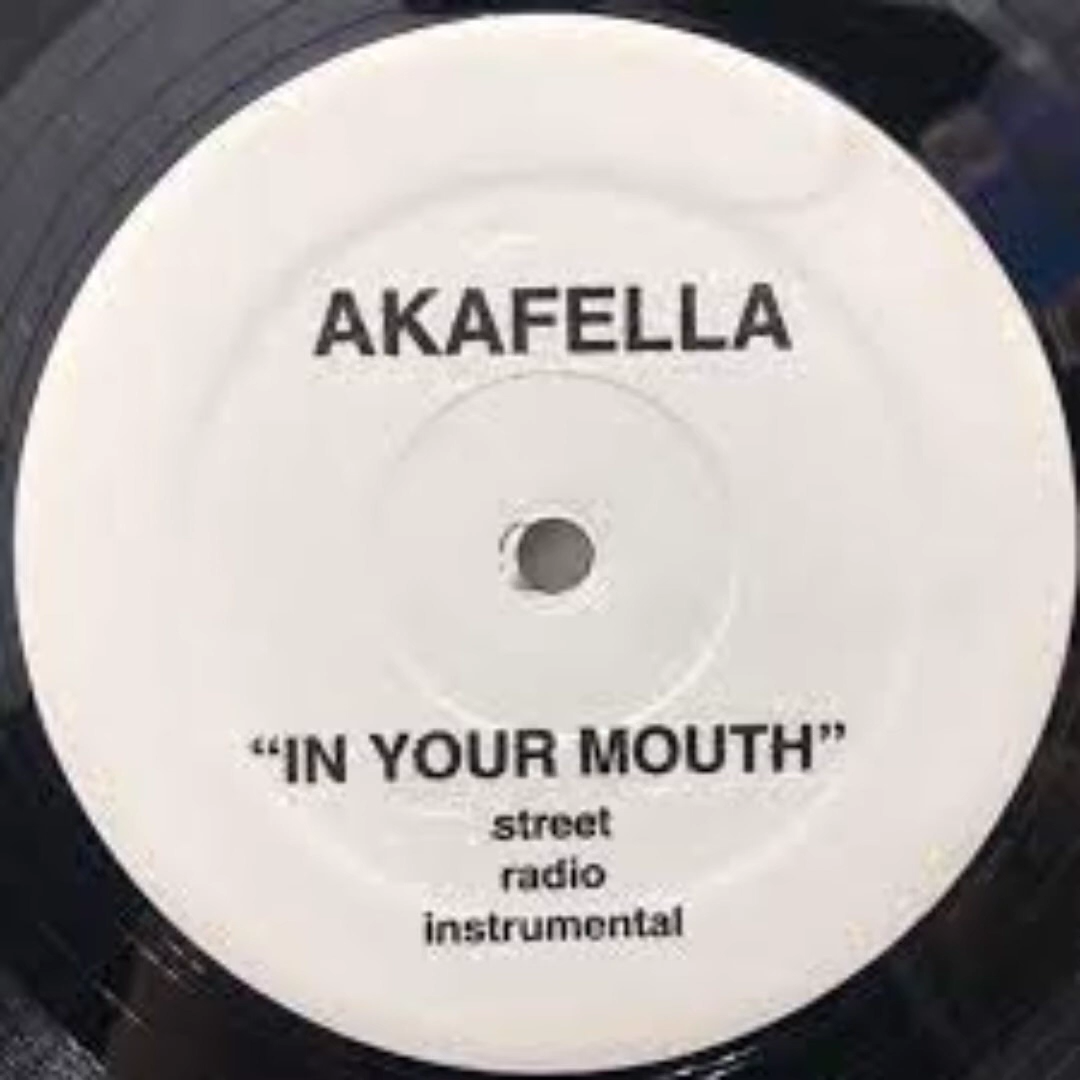 AKAFELLA
“IN YOUR MOUTH”
street
radio
instrumental